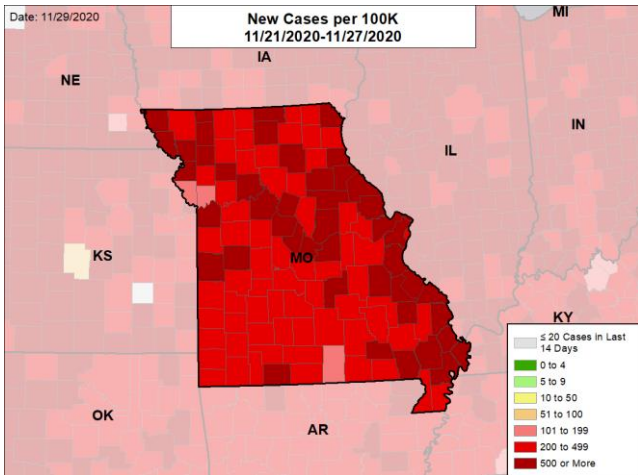 Date: 11/29/2020
New Cases per 100K
11/21/2020-11/27/2020
MI
IA
NE
IN
IL
KS
MO
KY
OK
AR
≤ 20 Cases in Last
14 Days
0 to 4
5 to 9
10 to 50
51 to 100
101 to 199
200 to 499
500 or More